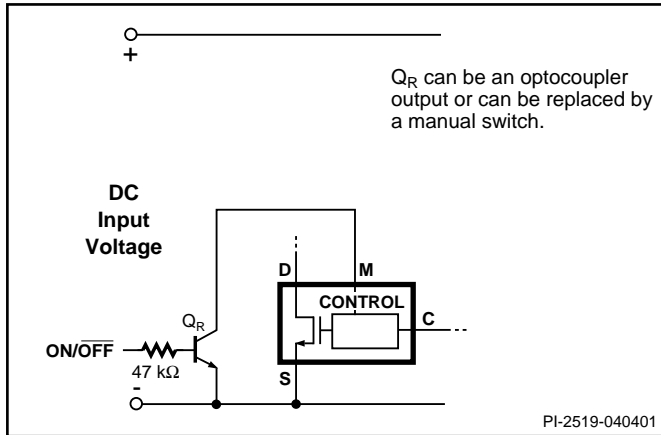 +
QR can be an optocoupler
output or can be replaced by
a manual switch.
DC
Input
Voltage
D M
CONTROL
C
QR
ON/OFF
47 kΩ
S
-
PI-2519-040401